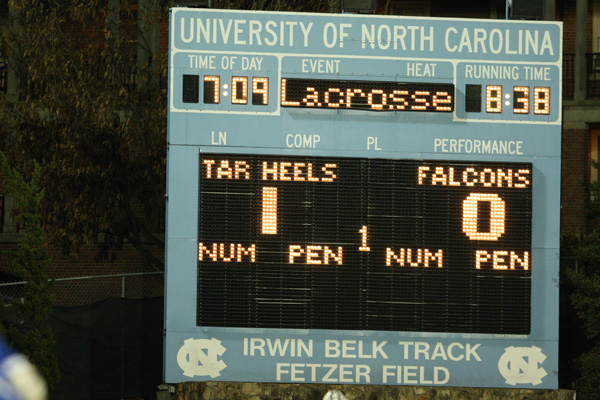 UNIVERSITY OF NORTH CAROLINA
TIME OF DAY EVENT HEAT RUNNING TIME
7:09 Lacrosse 8:38
LN COMP PL PERFORMANCE
TAR HEELS FALCONS
1 0
1
NUM PEN NUM PEN
NC IRWIN BELK TRACK NC
FETZER FIELD